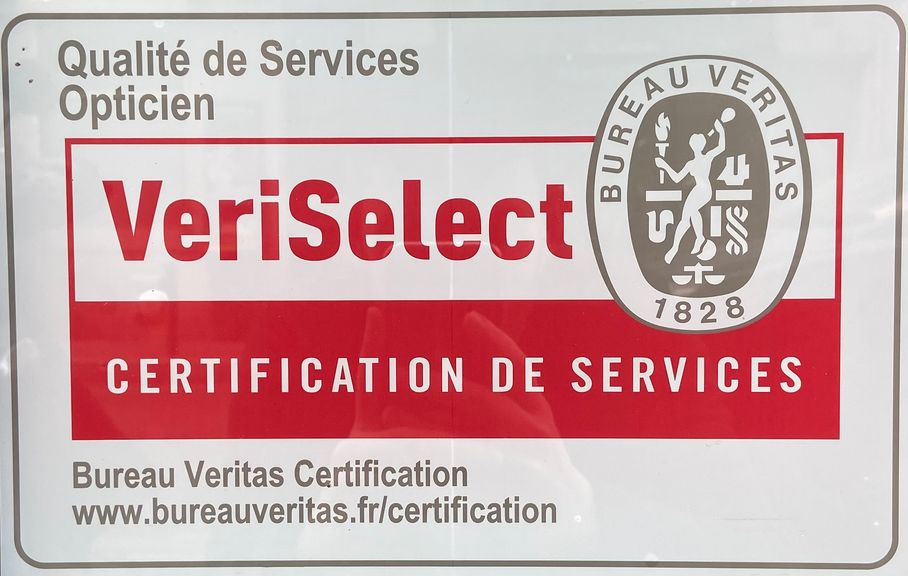 Qualité de Services
Opticien
VeriSelect
BUREAU VERITAS
1828
CERTIFICATION DE SERVICES
Bureau Veritas Certification
www.bureauveritas.fr/certification